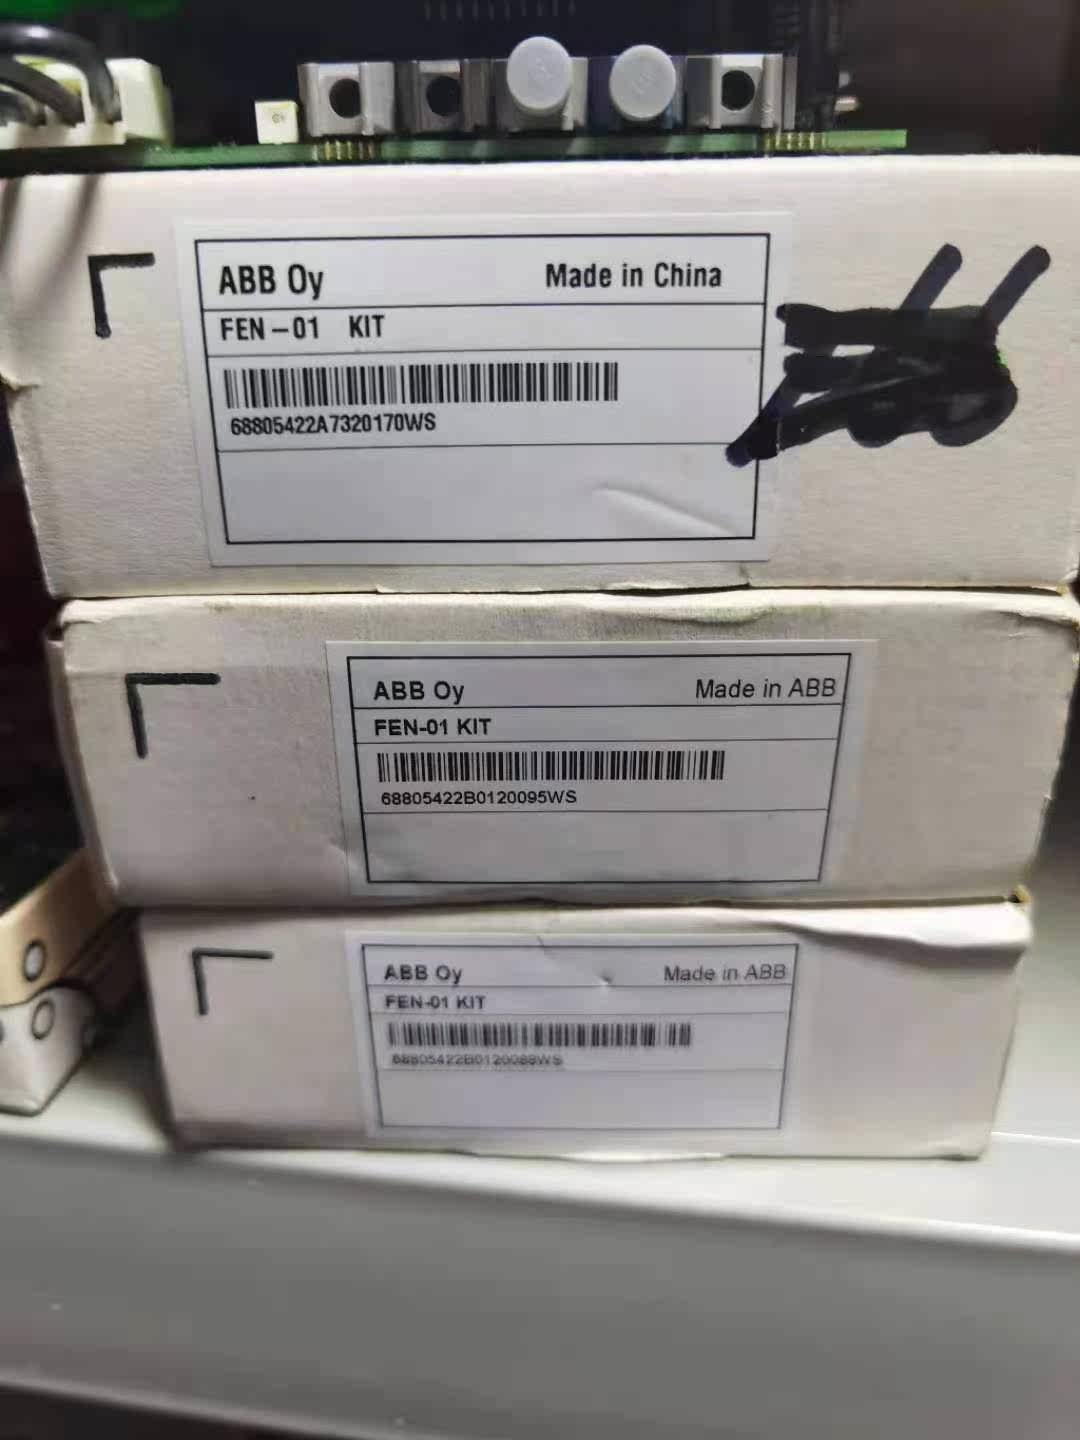 ABB Oy Made in China
FEN-01 KIT
68805422A7320170WS
ABB Oy Made in ABB
FEN-01 KIT
68805422B0120095WS
ABB Oy Made in ABB
FEN-01 KIT
68805422B0120088WS